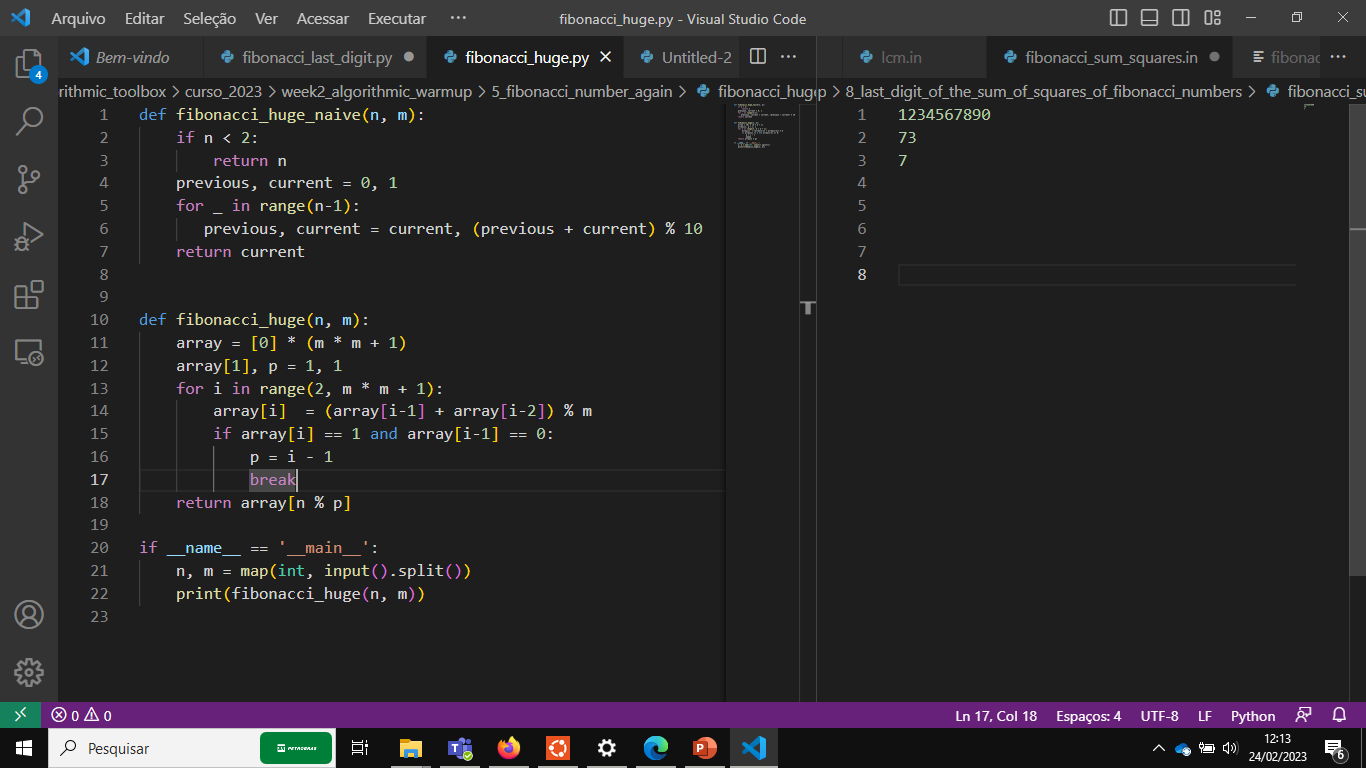 Arquivo Editar Seleção Ver Acessar Executar ··· fibonacci_huge.py - Visual Studio Code
Bem-vindo fibonacci_last_digit.py fibonacci_huge.py Untitled-2 ··· lcm.in fibonacci_sum_squares.in fibonac ···
4
rithmic_toolbox > curso_2023 > week2_algorithmic_warmup > 5_fibonacci_number_again > fibonacci_huge
p > 8_last_digit_of_the_sum_of_squares_of_fibonacci_numbers > fibonacci_su
1 def fibonacci_huge_naive(n, m):
2     if n < 2:
3         return n
4     previous, current = 0, 1
5     for _ in range(n-1):
6        previous, current = current, (previous + current) % 10
7     return current
8
9
10 def fibonacci_huge(n, m):
11     array = [0] * (m * m + 1)
12     array[1], p = 1, 1
13     for i in range(2, m * m + 1):
14         array[i]  = (array[i-1] + array[i-2]) % m
15         if array[i] == 1 and array[i-1] == 0:
16             p = i - 1
17             break
18     return array[n % p]
19
20 if __name__ == '__main__':
21     n, m = map(int, input().split())
22     print(fibonacci_huge(n, m))
23
1 1234567890
2 73
3 7
4
5
6
7
8
0 0 Ln 17, Col 18 Espaços: 4 UTF-8 LF Python
Pesquisar PETROBRAS
12:13
24/02/2023
6